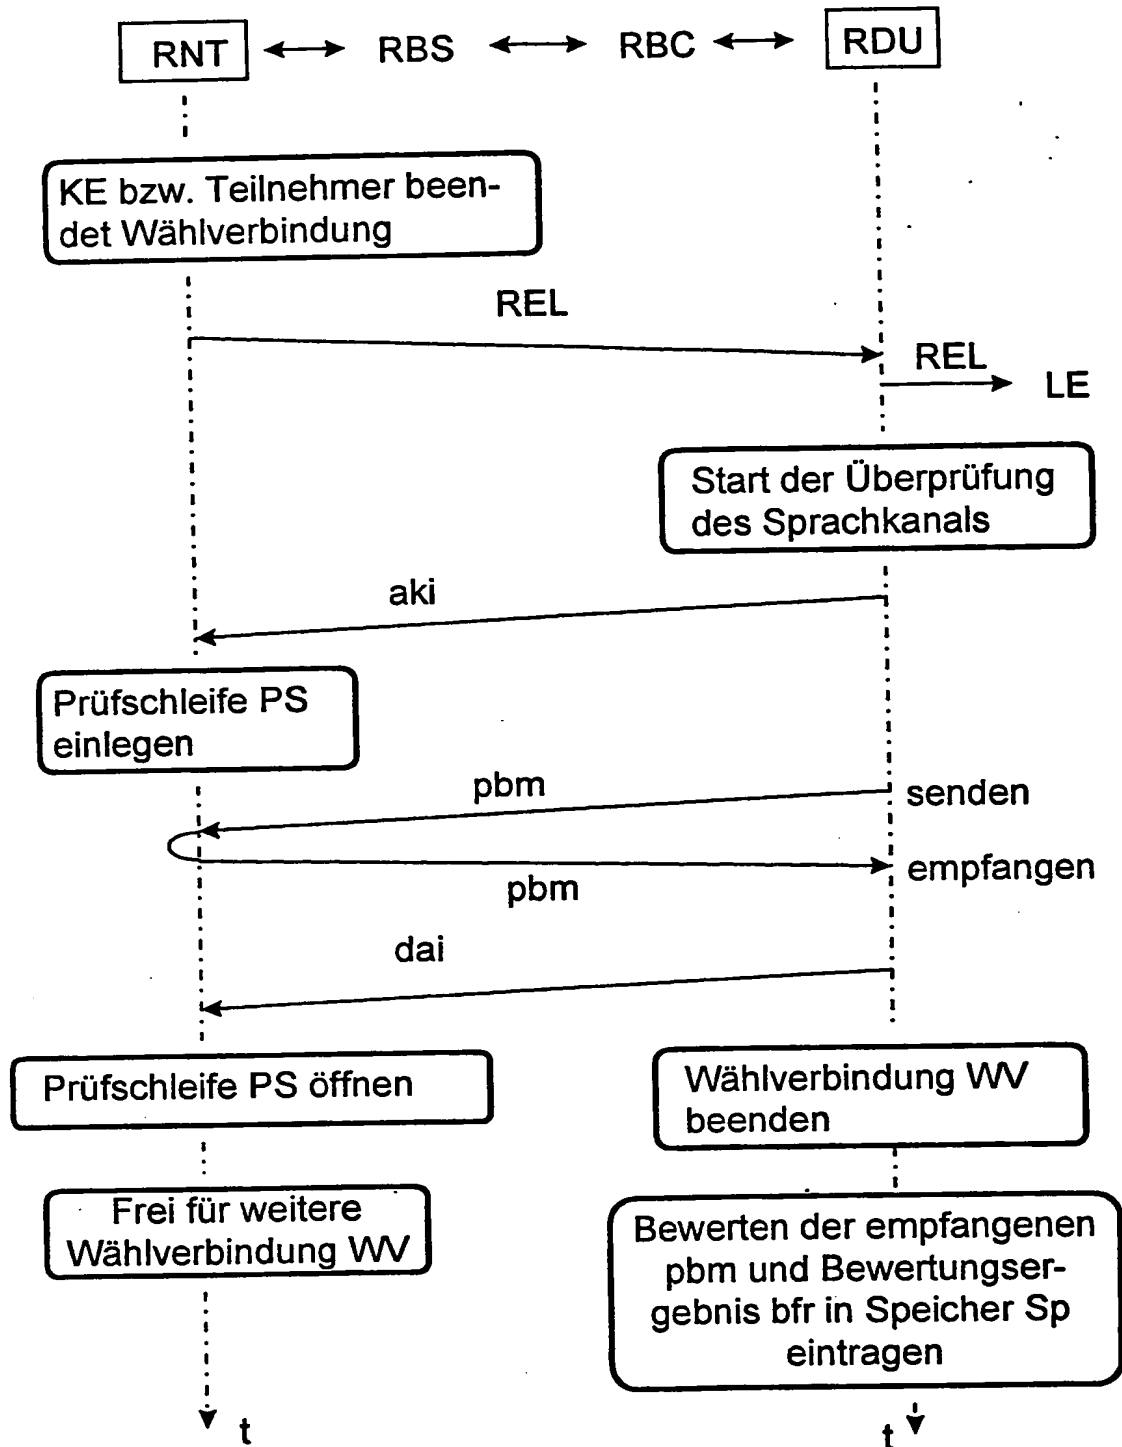 RNT RBS RBC RDU
KE bzw. Teilnehmer been-
det Wählverbindung
REL
REL
LE
Start der Überprüfung
des Sprachkanals
aki
Prüfschleife PS
einlegen
pbm
senden
empfangen
pbm
dai
Prüfschleife PS öffnen
Wählverbindung WV
beenden
Frei für weitere
Wählverbindung WV
Bewerten der empfangenen
pbm und Bewertungser-
gebnis bfr in Speicher Sp
eintragen
t
t